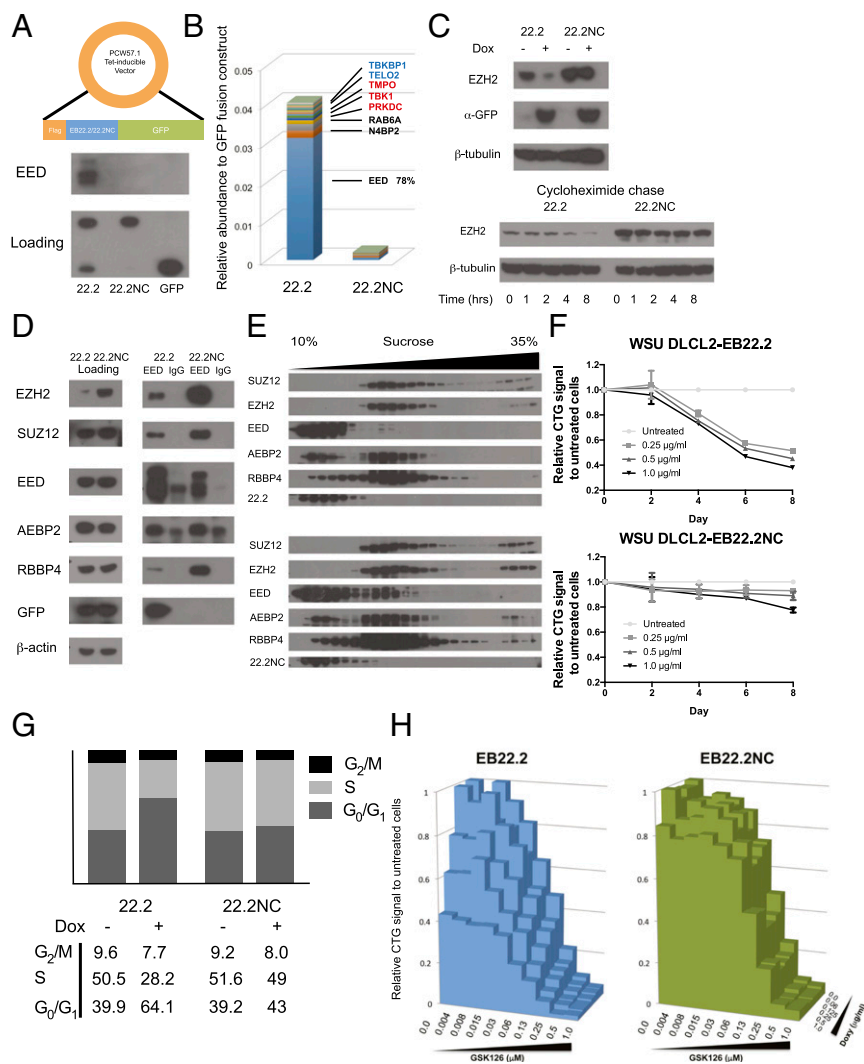 A
PCW57.1
Tet-inducible
Vector
Flag
EB22.2/22.2NC
GFP
EED
Loading
22.2 22.2NC GFP
B
Relative abundance to GFP fusion construct
0.05
0.04
0.03
0.02
0.01
0
TBKBP1
TELO2
TMPO
TBK1
PRKDC
RAB6A
N4BP2
EED 78%
22.2 22.2NC
C
22.2 22.2NC
Dox - + - +
EZH2
α-GFP
β-tubulin
Cycloheximide chase
22.2 22.2NC
EZH2
β-tubulin
Time (hrs) 0 1 2 4 8 0 1 2 4 8
D
22.2 22.2NC
Loading
22.2 22.2NC
EED IgG EED IgG
EZH2
SUZ12
EED
AEBP2
RBBP4
GFP
β-actin
E
10% Sucrose 35%
SUZ12
EZH2
EED
AEBP2
RBBP4
22.2
SUZ12
EZH2
EED
AEBP2
RBBP4
22.2NC
F
WSU DLCL2-EB22.2
Relative CTG signal
to untreated cells
1.2
1.0
0.8
0.6
0.4
0.2
Untreated
0.25 µg/ml
0.5 µg/ml
1.0 µg/ml
0 2 4 6 8
Day
WSU DLCL2-EB22.2NC
Relative CTG signal
to untreated cells
1.2
1.0
0.8
0.6
0.4
0.2
Untreated
0.25 µg/ml
0.5 µg/ml
1.0 µg/ml
0 2 4 6 8
Day
G
G2/M
S
G0/G1
22.2 22.2NC
Dox - + - +
G2/M 9.6 7.7 9.2 8.0
S 50.5 28.2 51.6 49
G0/G1 39.9 64.1 39.2 43
H
EB22.2 EB22.2NC
Relative CTG signal to untreated cells
1
0.8
0.6
0.4
0.2
0
0.0 0.004 0.008 0.015 0.03 0.06 0.13 0.25 0.5 1.0
GSK126 (µM)
1
0.8
0.6
0.4
0.2
0
0.0 0.004 0.008 0.015 0.03 0.06 0.13 0.25 0.5 1.0
GSK126 (µM)
Doxy (µg/ml)